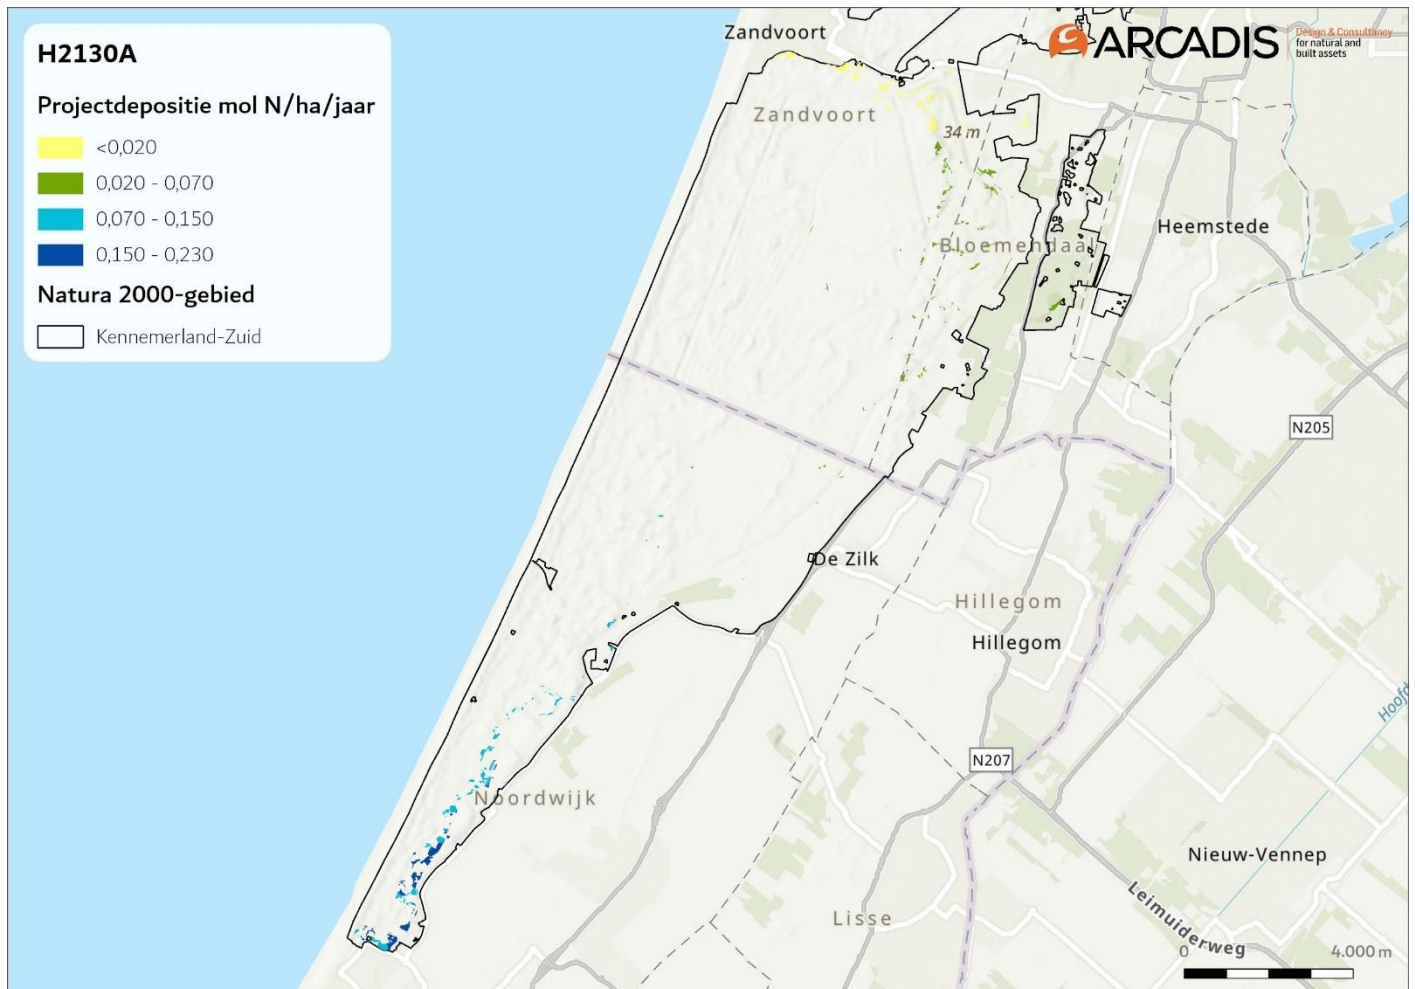 H2130A
Projectdepositie mol N/ha/jaar
<0,020
0,020 - 0,070
0,070 - 0,150
0,150 - 0,230
Natura 2000-gebied
Kennemerland-Zuid
ARCADIS
Design & Consultancy
for natural and
built assets
Zandvoort
Zandvoort
34 m
Bloemendaal
Heemstede
N205
De Zilk
Hillegom
Hillegom
Hoofd
N207
Noordwijk
Nieuw-Vennep
Lisse
Leimuiderweg
0
4.000 m